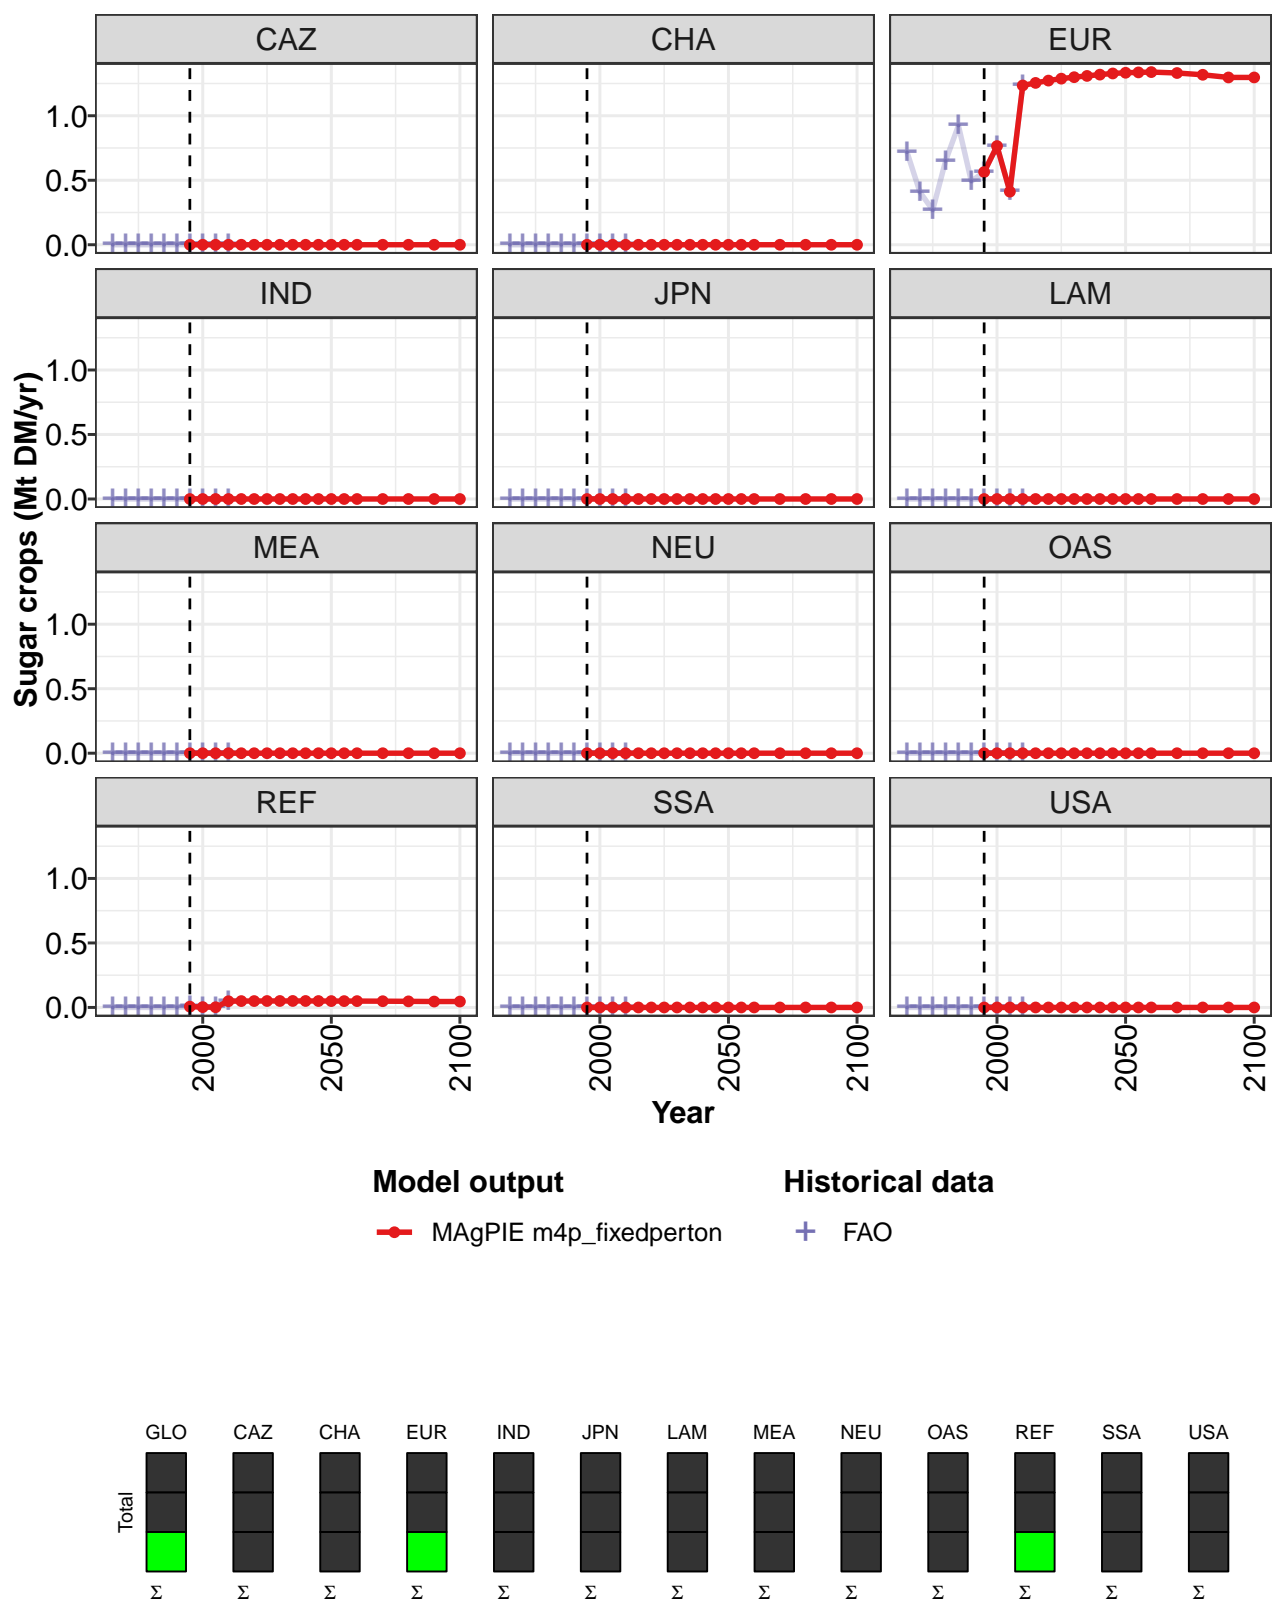 CAZ CHA EUR
1.0
0.5
0.0
IND JPN LAM
1.0
0.5
0.0
MEA NEU OAS
1.0
0.5
0.0
REF SSA USA
1.0
0.5
0.0
Sugar crops (Mt DM/yr)
2000 2050 2100 2000 2050 2100 2000 2050 2100
Year
Model output Historical data
MAgPIE m4p_fixedperton FAO
GLO CAZ CHA EUR IND JPN LAM MEA NEU OAS REF SSA USA
Total
Σ Σ Σ Σ Σ Σ Σ Σ Σ Σ Σ Σ Σ